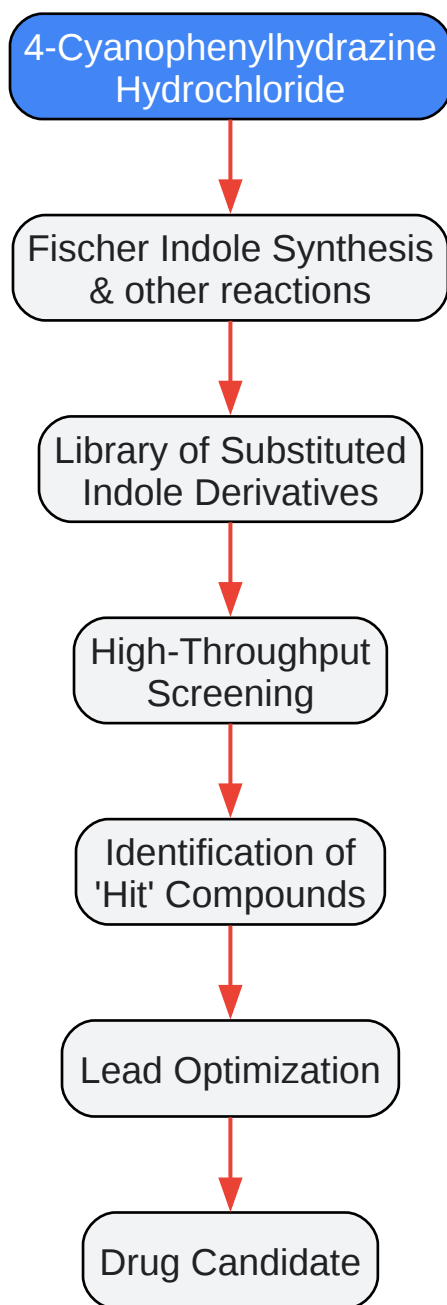 4-Cyanophenylhydrazine
Hydrochloride
Fischer Indole Synthesis
& other reactions
Library of Substituted
Indole Derivatives
High-Throughput
Screening
Identification of
'Hit' Compounds
Lead Optimization
Drug Candidate